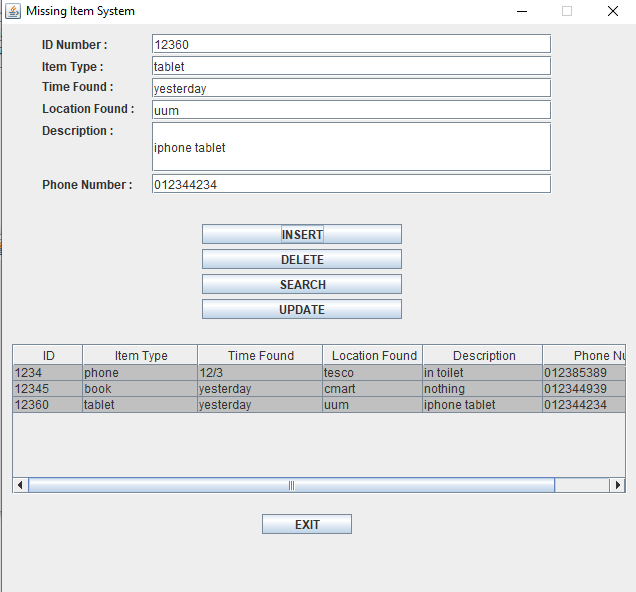 Missing Item System
ID Number : 12360
Item Type : tablet
Time Found : yesterday
Location Found : uum
Description : iphone tablet
Phone Number : 012344234
INSERT
DELETE
SEARCH
UPDATE
ID Item Type Time Found Location Found Description Phone Nu
1234 phone 12/3 tesco in toilet 012385389
12345 book yesterday cmart nothing 012344939
12360 tablet yesterday uum iphone tablet 012344234
EXIT